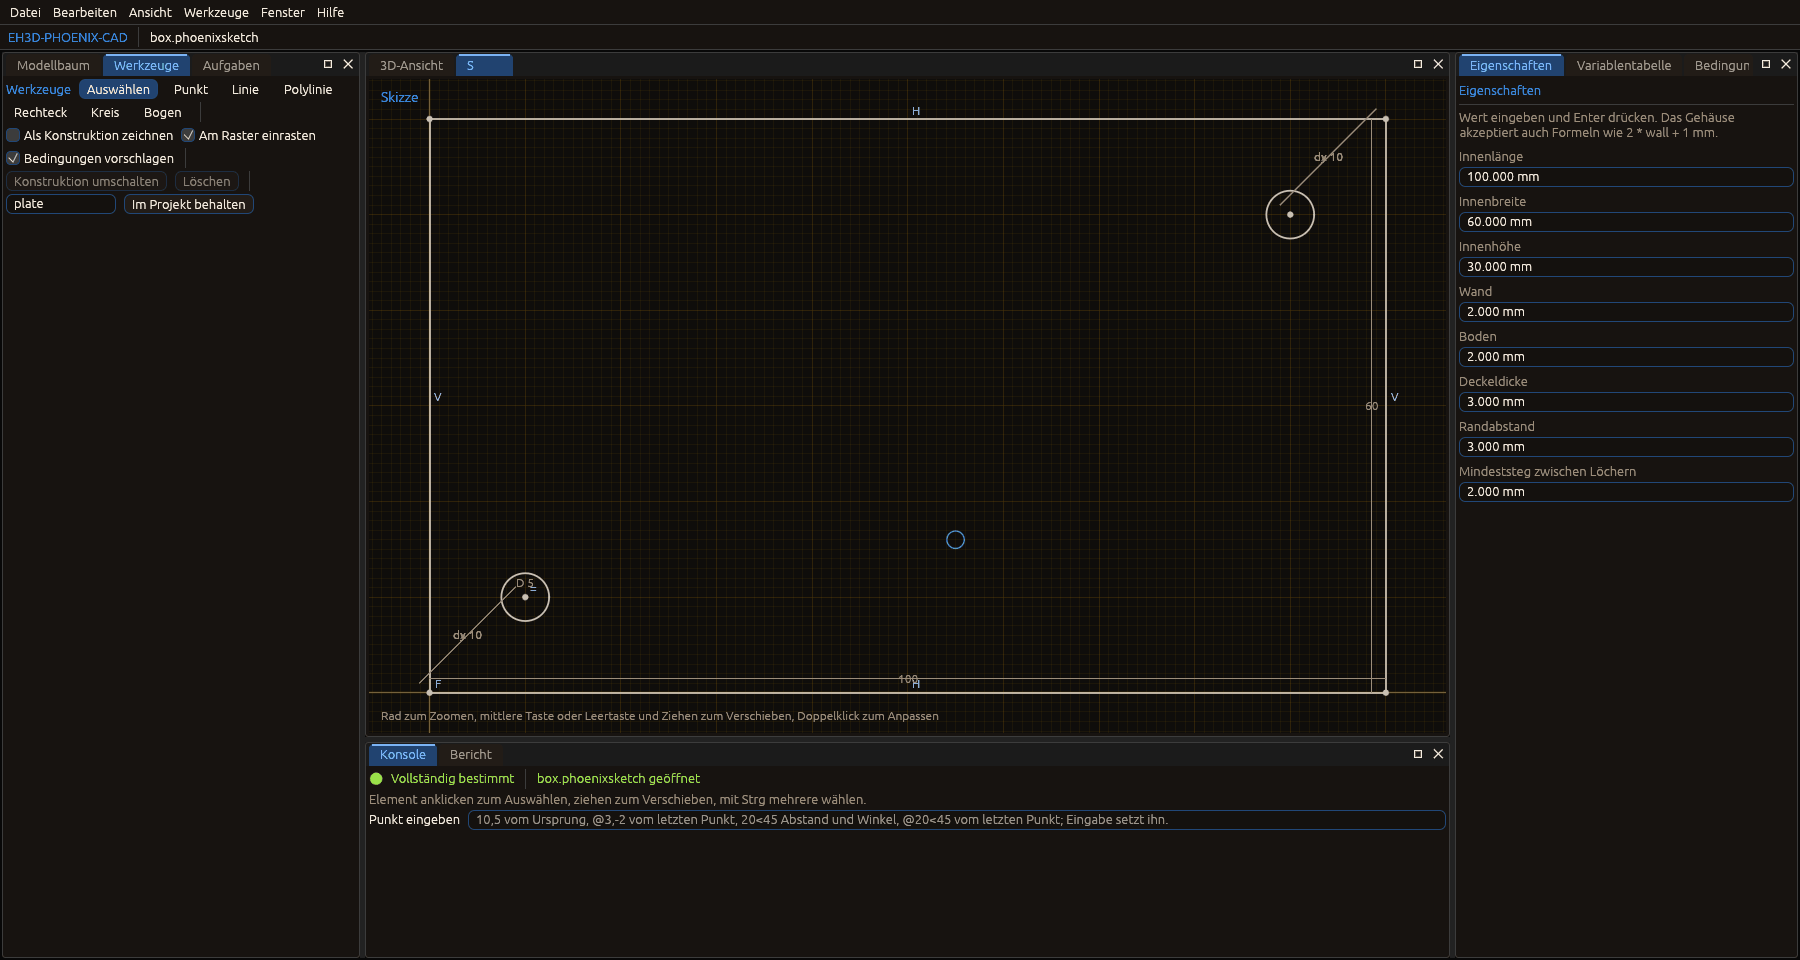 Datei Bearbeiten Ansicht Werkzeuge Fenster Hilfe
EH3D-PHOENIX-CAD box.phoenixsketch
Modellbaum Werkzeuge Aufgaben
Werkzeuge Auswählen Punkt Linie Polylinie
Rechteck Kreis Bogen
Als Konstruktion zeichnen Am Raster einrasten
Bedingungen vorschlagen
Konstruktion umschalten Löschen
plate Im Projekt behalten
3D-Ansicht S
Skizze
H
dx 10
V
60 V
D 5
=
dx 10
100
F H
Rad zum Zoomen, mittlere Taste oder Leertaste und Ziehen zum Verschieben, Doppelklick zum Anpassen
Konsole Bericht
Vollständig bestimmt box.phoenixsketch geöffnet
Element anklicken zum Auswählen, ziehen zum Verschieben, mit Strg mehrere wählen.
Punkt eingeben 10,5 vom Ursprung, @3,-2 vom letzten Punkt, 20<45 Abstand und Winkel, @20<45 vom letzten Punkt; Eingabe setzt ihn.
Eigenschaften Variablentabelle Bedingun
Eigenschaften
Wert eingeben und Enter drücken. Das Gehäuse
akzeptiert auch Formeln wie 2 * wall + 1 mm.
Innenlänge
100.000 mm
Innenbreite
60.000 mm
Innenhöhe
30.000 mm
Wand
2.000 mm
Boden
2.000 mm
Deckeldicke
3.000 mm
Randabstand
3.000 mm
Mindeststeg zwischen Löchern
2.000 mm